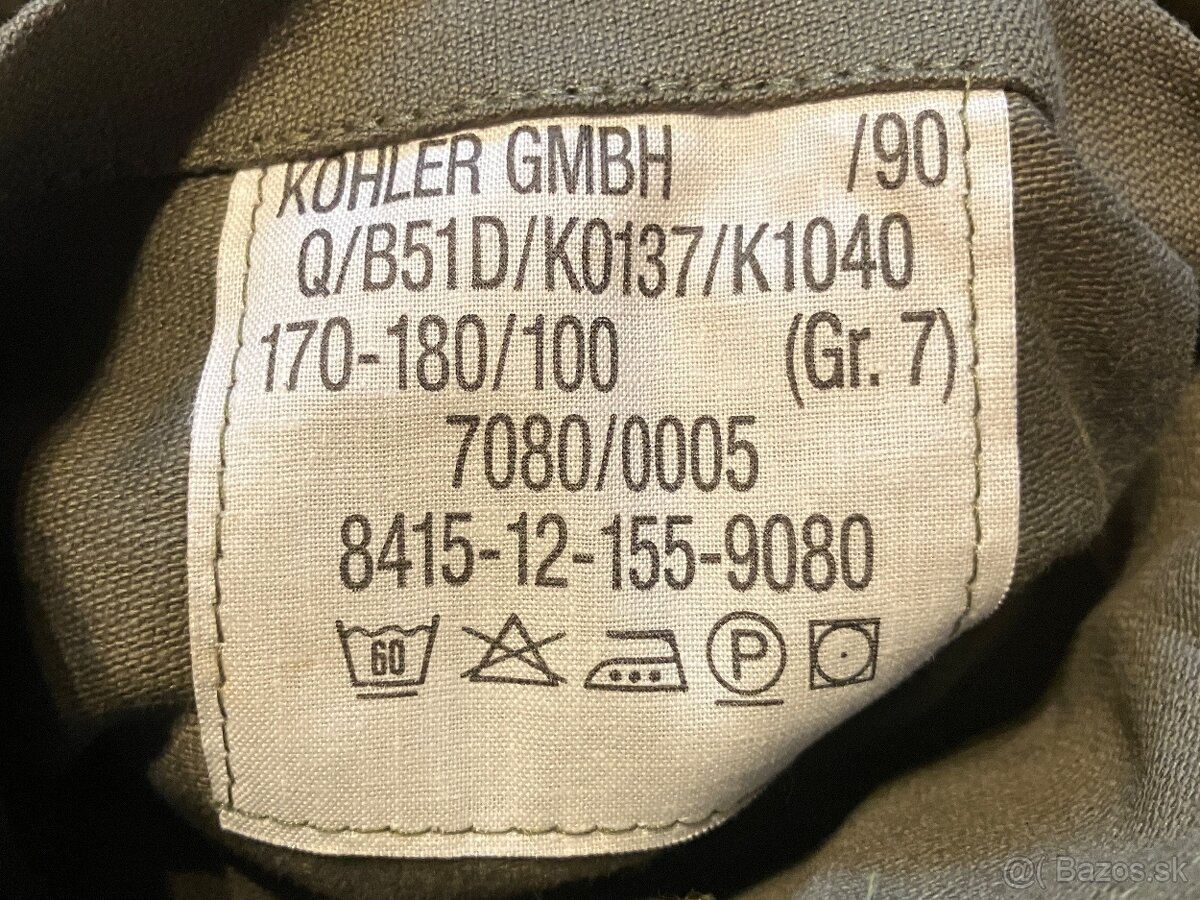 KÖHLER GMBH /90
Q/B51D/K0137/K1040
170-180/100 (Gr. 7)
7080/0005
8415-12-155-9080
60 P
@( Bazos.sk